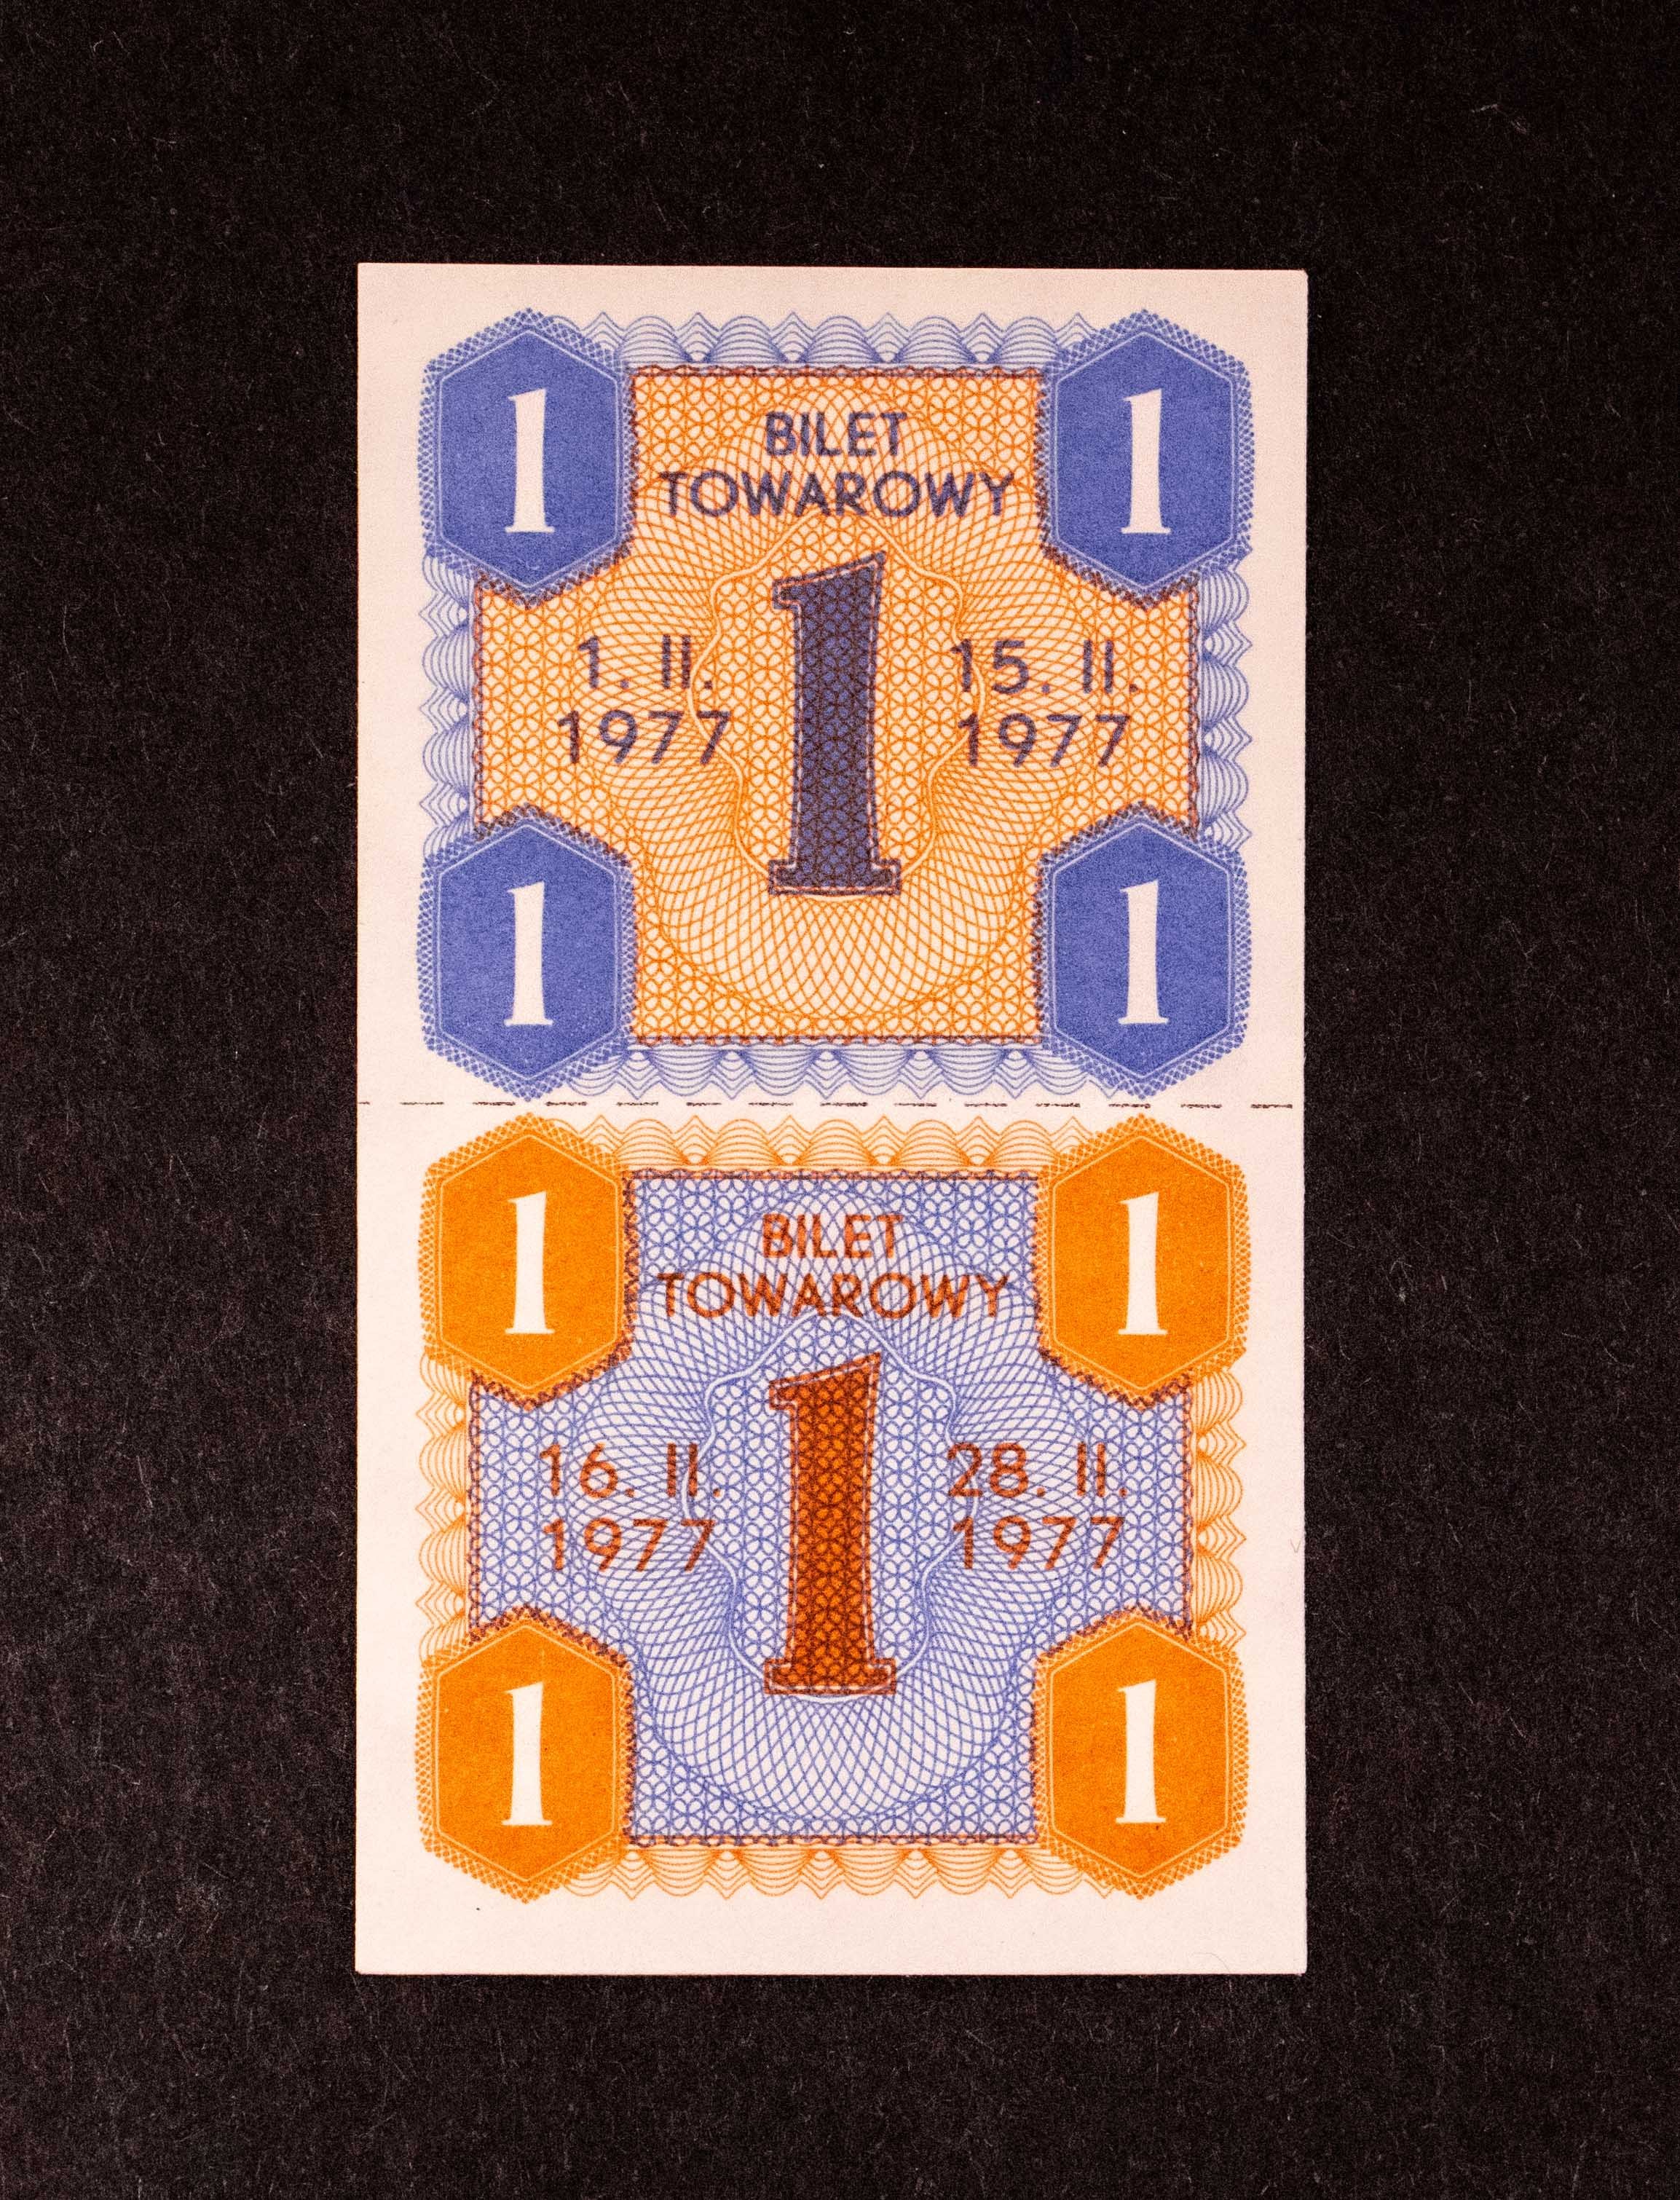 1 1
BILET
TOWAROWY
1
1. II. 15. II.
1977 1977
1 1
1 1
BILET
TOWAROWY
1
16. II. 28. II.
1977 1977
1 1